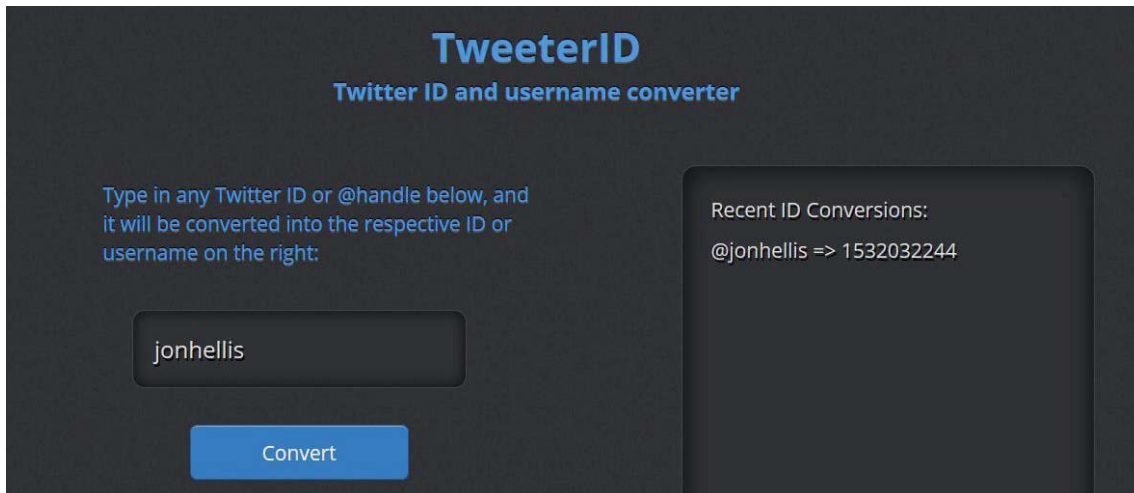 TweeterID
Twitter ID and username converter
Type in any Twitter ID or @handle below, and
it will be converted into the respective ID or
username on the right:
jonhellis
Convert
Recent ID Conversions:
@jonhellis => 1532032244